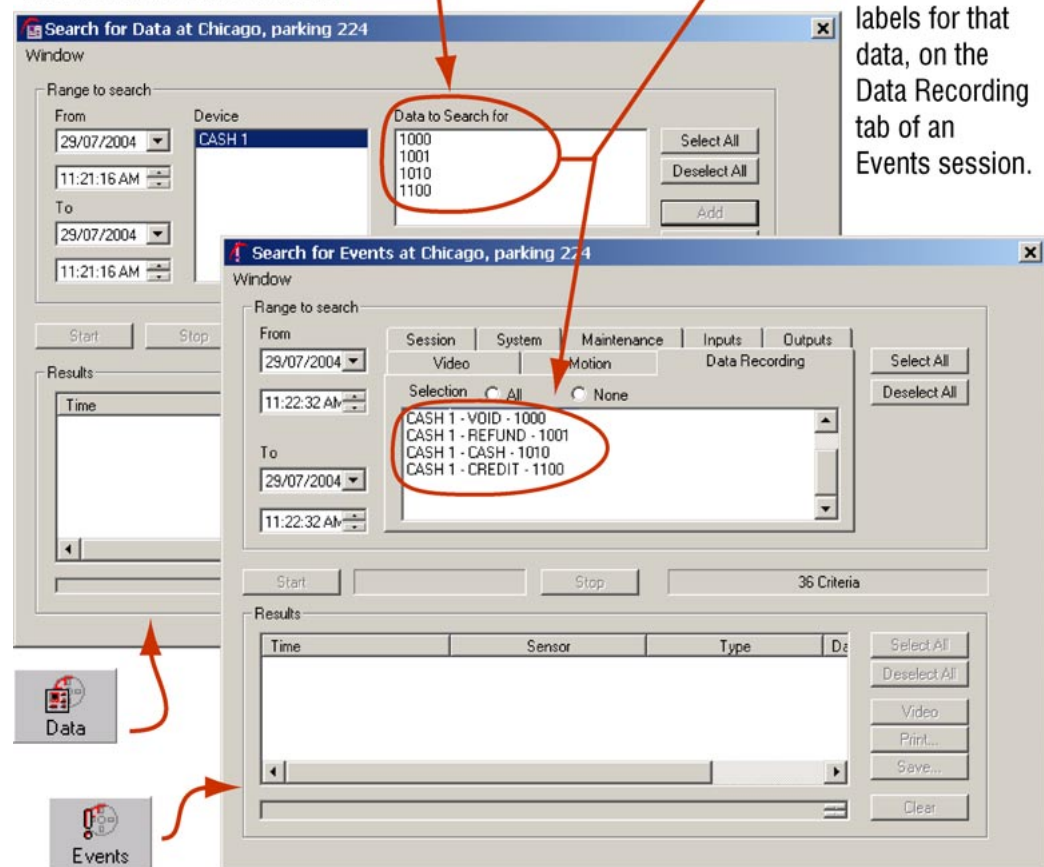 labels for that
data, on the
Data Recording
tab of an
Events session.
Search for Data at Chicago, parking 224
Window
Range to search
From
Device
Data to Search for
29/07/2004
CASH 1
1000
1001
1010
1100
Select All
11:21:16 AM
Deselect All
To
Add
29/07/2004
11:21:16 AM
Start
Stop
Results
Time
Search for Events at Chicago, parking 224
Window
Range to search
From
Session
System
Maintenance
Inputs
Outputs
29/07/2004
Video
Motion
Data Recording
Select All
11:22:32 AM
Selection
All
None
Deselect All
CASH 1 - VOID - 1000
CASH 1 - REFUND - 1001
CASH 1 - CASH - 1010
CASH 1 - CREDIT - 1100
To
29/07/2004
11:22:32 AM
Start
Stop
36 Criteria
Results
Time
Sensor
Type
Select All
Deselect All
Video
Print...
Save...
Clear
Data
Events